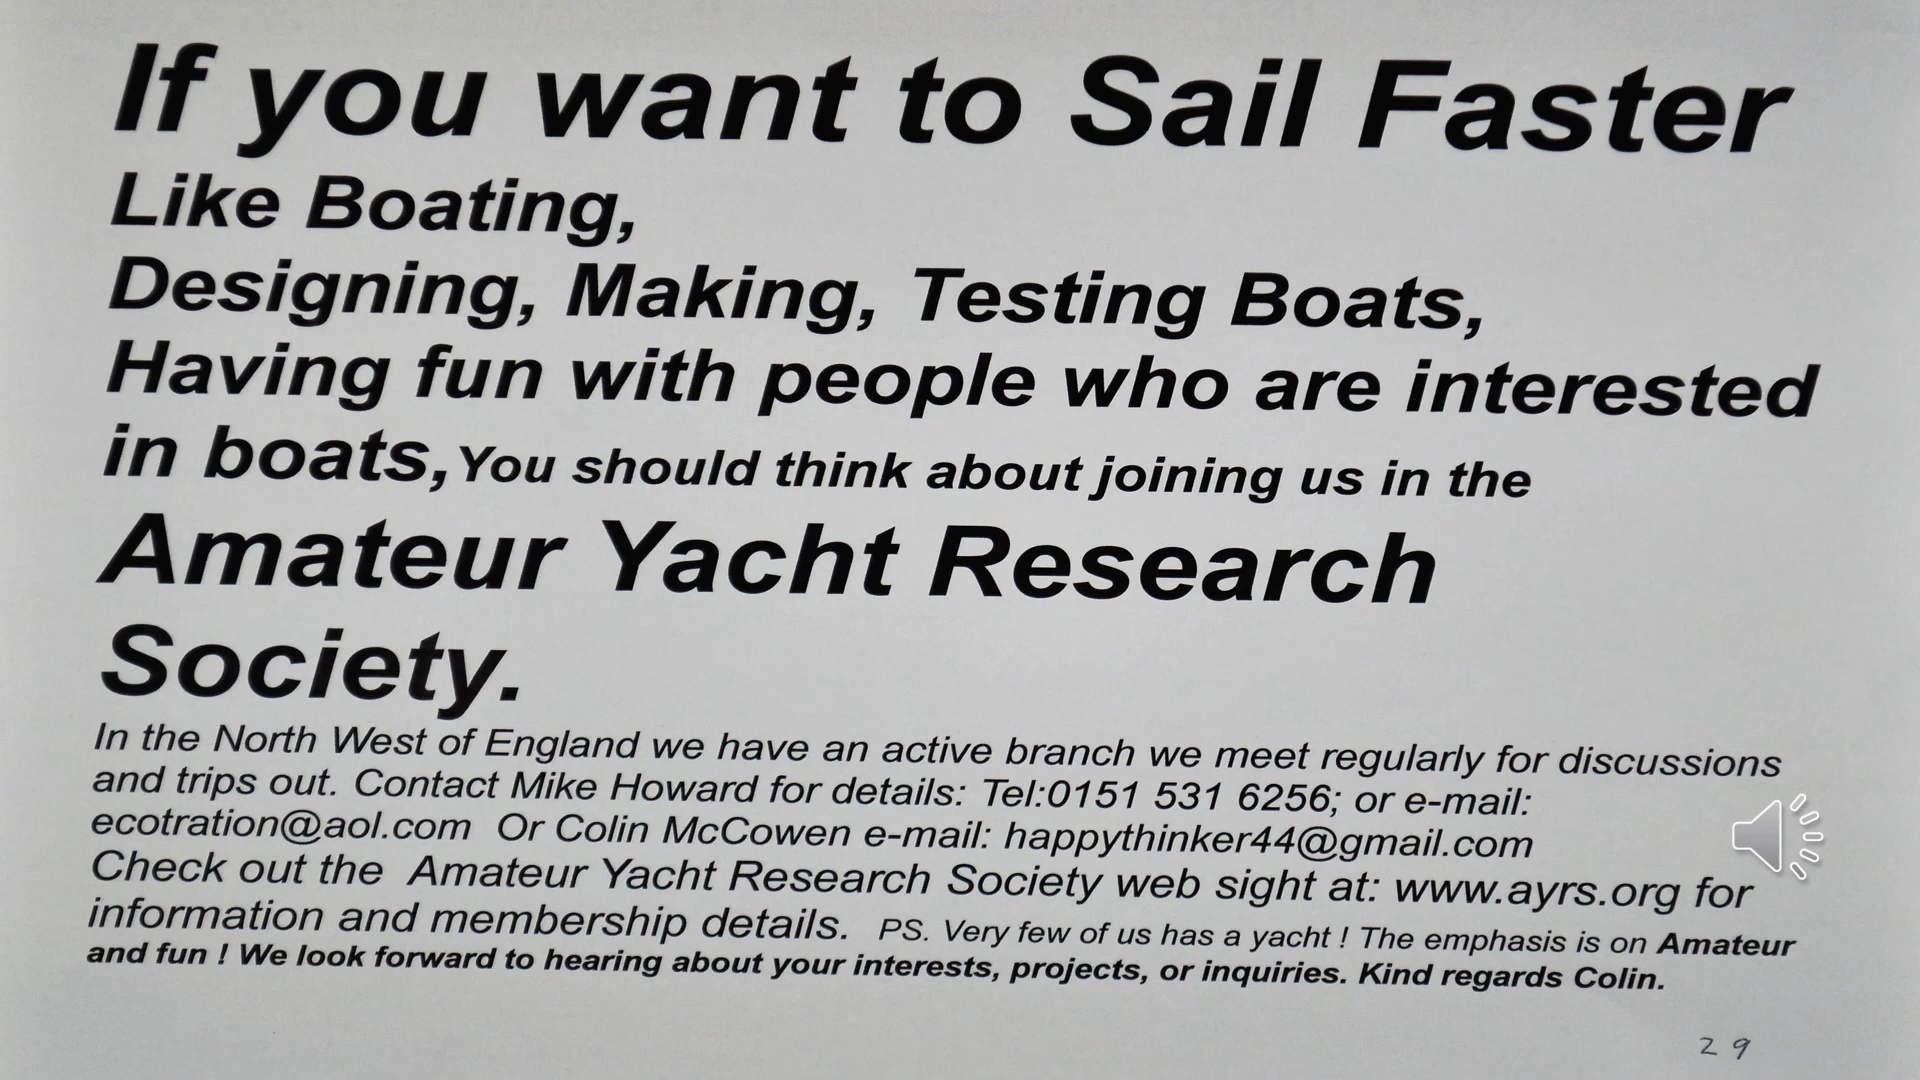 If you want to Sail Faster
Like Boating,
Designing, Making, Testing Boats,
Having fun with people who are interested
in boats, You should think about joining us in the
Amateur Yacht Research
Society.
In the North West of England we have an active branch we meet regularly for discussions
and trips out. Contact Mike Howard for details: Tel:0151 531 6256; or e-mail:
ecotration@aol.com Or Colin McCowen e-mail: happythinker44@gmail.com
Check out the Amateur Yacht Research Society web sight at: www.ayrs.org for
information and membership details. PS. Very few of us has a yacht ! The emphasis is on Amateur
and fun ! We look forward to hearing about your interests, projects, or inquiries. Kind regards Colin.
29